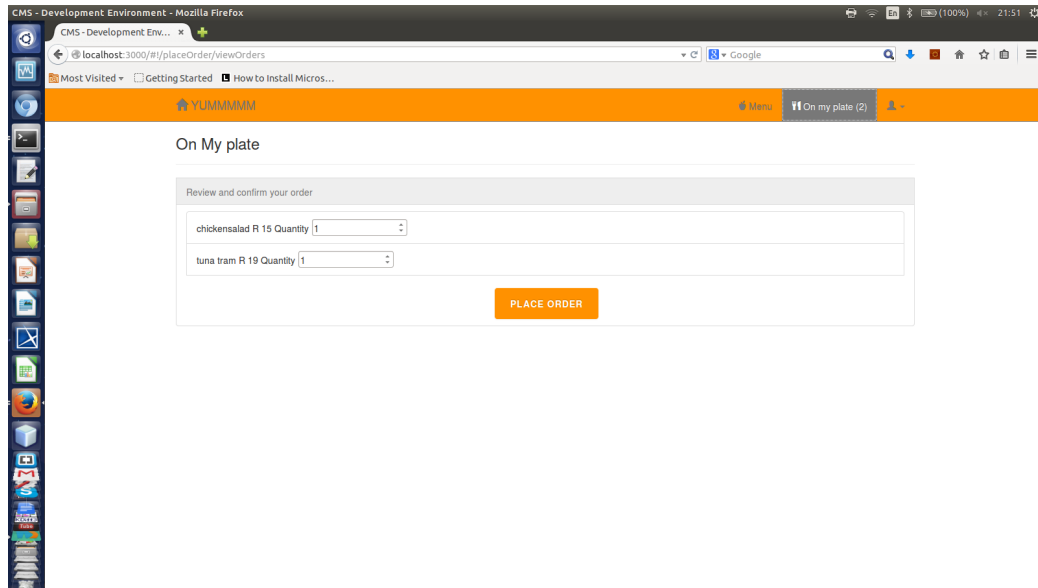 CMS - Development Environment - Mozilla Firefox
En (100%) 21:51
CMS - Development Env... ×
localhost:3000/#!/placeOrder/viewOrders
Google
Most Visited
Getting Started
How to Install Micros...
YUMMMMM
Menu
On my plate (2)
On My plate
Review and confirm your order
chickensalad R 15 Quantity 1
tuna tram R 19 Quantity 1
PLACE ORDER